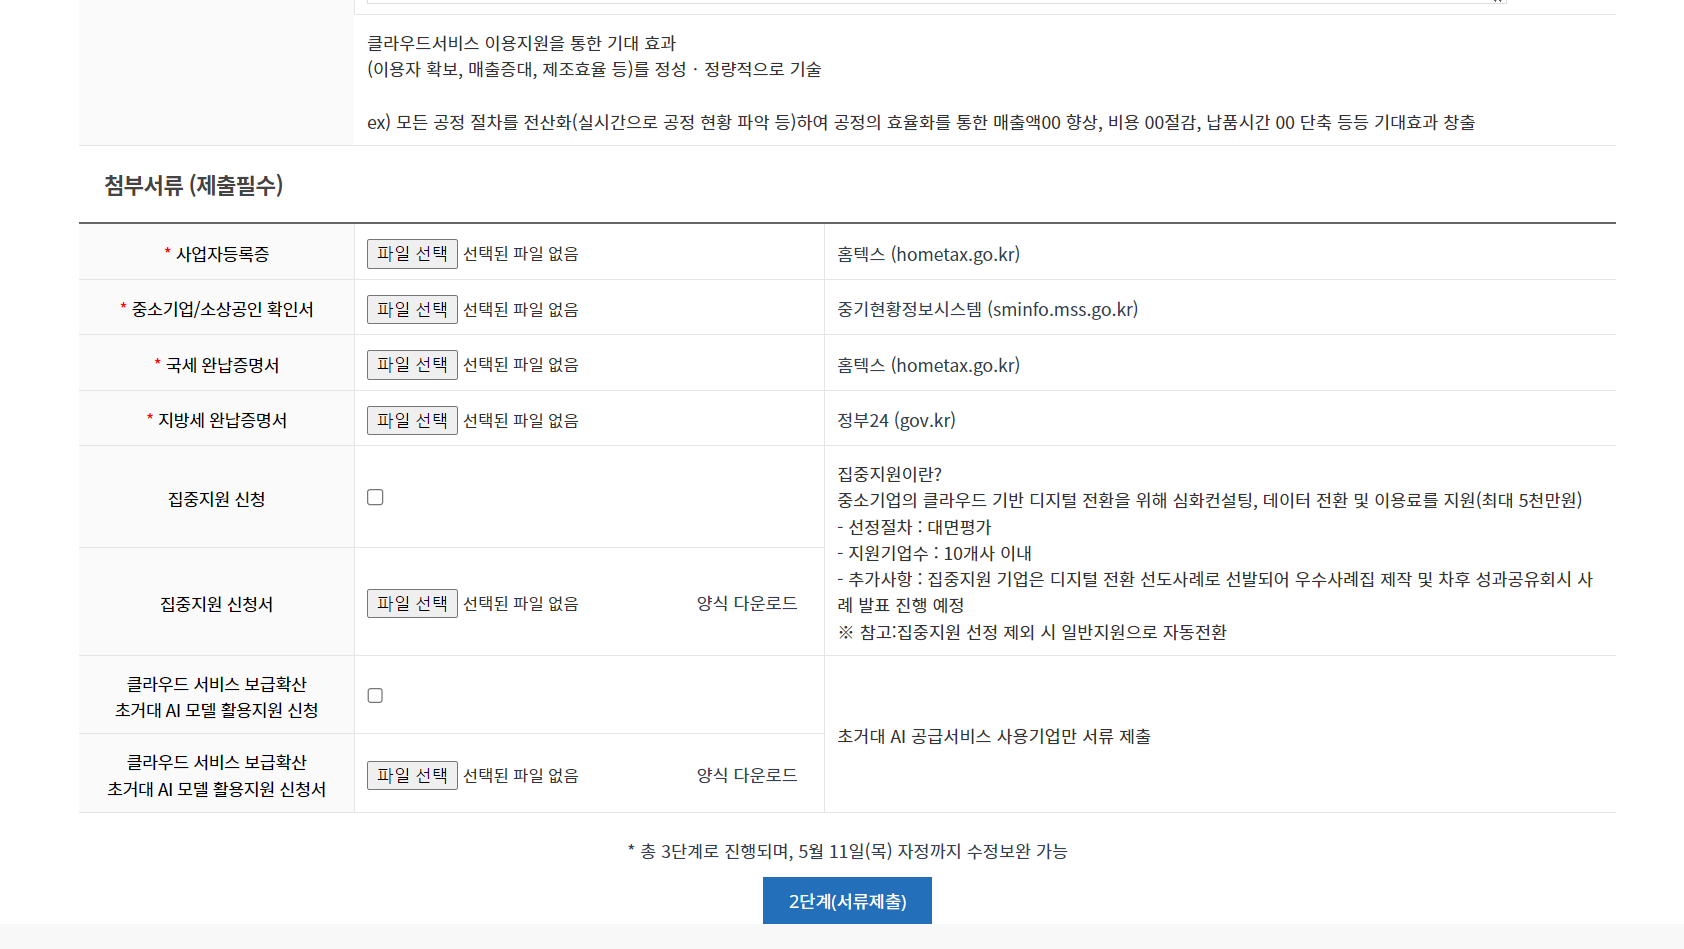 클라우드서비스 이용지원을 통한 기대 효과
(이용자 확보, 매출증대, 제조효율 등)를 정성 · 정량적으로 기술
ex) 모든 공정 절차를 전산화(실시간으로 공정 현황 파악 등)하여 공정의 효율화를 통한 매출액00 향상, 비용 00절감, 납품시간 00 단축 등등 기대효과 창출
첨부서류 (제출필수)
* 사업자등록증
파일 선택 선택된 파일 없음
홈텍스 (hometax.go.kr)
* 중소기업/소상공인 확인서
파일 선택 선택된 파일 없음
중기현황정보시스템 (sminfo.mss.go.kr)
* 국세 완납증명서
파일 선택 선택된 파일 없음
홈텍스 (hometax.go.kr)
* 지방세 완납증명서
파일 선택 선택된 파일 없음
정부24 (gov.kr)
집중지원 신청
집중지원이란?
중소기업의 클라우드 기반 디지털 전환을 위해 심화컨설팅, 데이터 전환 및 이용료를 지원(최대 5천만원)
- 선정절차 : 대면평가
- 지원기업수 : 10개사 이내
- 추가사항 : 집중지원 기업은 디지털 전환 선도사례로 선발되어 우수사례집 제작 및 차후 성과공유회시 사
례 발표 진행 예정
※ 참고:집중지원 선정 제외 시 일반지원으로 자동전환
집중지원 신청서
파일 선택 선택된 파일 없음
양식 다운로드
클라우드 서비스 보급확산
초거대 AI 모델 활용지원 신청
초거대 AI 공급서비스 사용기업만 서류 제출
클라우드 서비스 보급확산
초거대 AI 모델 활용지원 신청서
파일 선택 선택된 파일 없음
양식 다운로드
* 총 3단계로 진행되며, 5월 11일(목) 자정까지 수정보완 가능
2단계(서류제출)